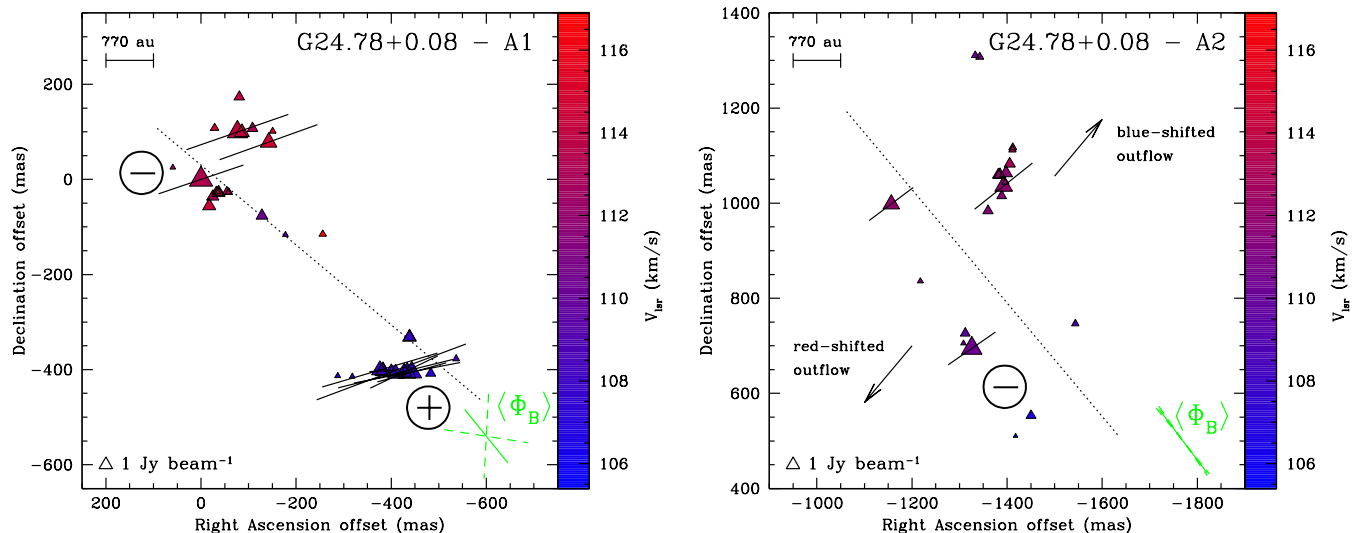 G24.78+0.08 − A1
770 au
200
0
−200
−400
−600
Declination offset (mas)
200 0 −200 −400 −600
Right Ascension offset (mas)
−
+
⟨Φ_B⟩
△ 1 Jy beam⁻¹
116
114
112
110
108
106
V_lsr (km/s)
G24.78+0.08 − A2
770 au
1400
1200
1000
800
600
400
Declination offset (mas)
−1000 −1200 −1400 −1600 −1800
Right Ascension offset (mas)
blue−shifted
outflow
red−shifted
outflow
−
⟨Φ_B⟩
△ 1 Jy beam⁻¹
116
114
112
110
108
106
V_lsr (km/s)